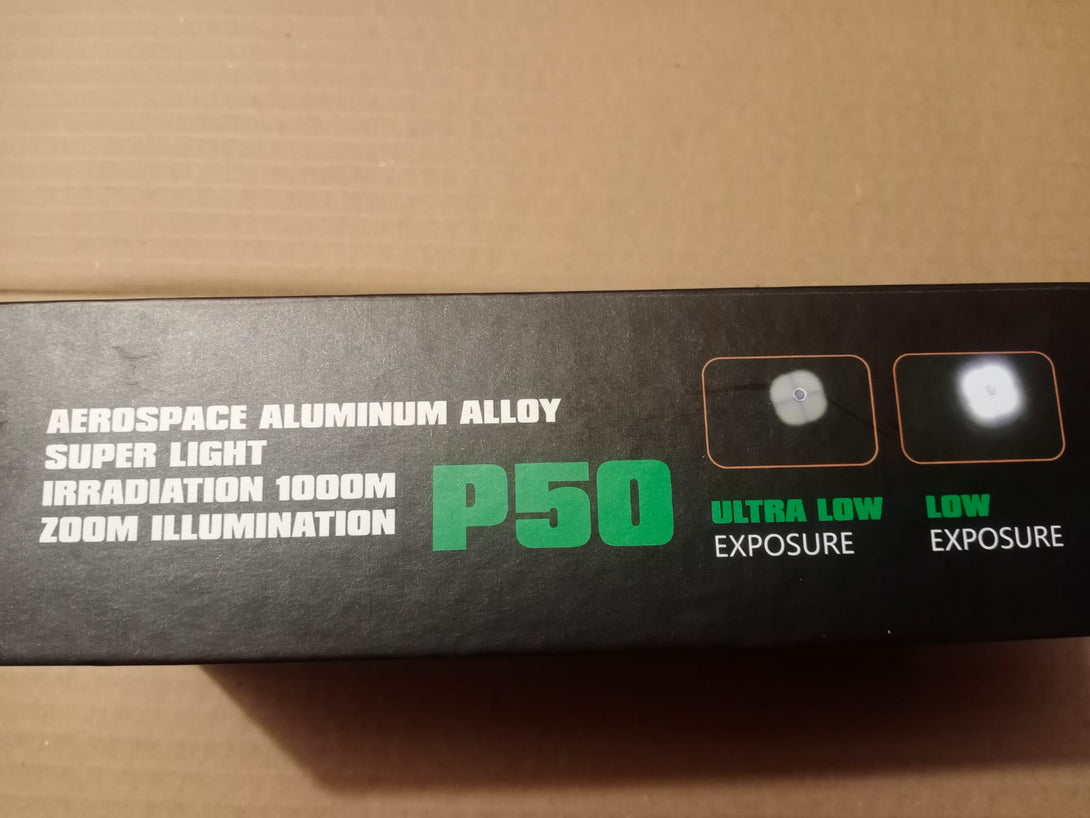 AEROSPACE ALUMINUM ALLOY
SUPER LIGHT
IRRADIATION 1000M
ZOOM ILLUMINATION
P50
ULTRA LOW
EXPOSURE
LOW
EXPOSURE